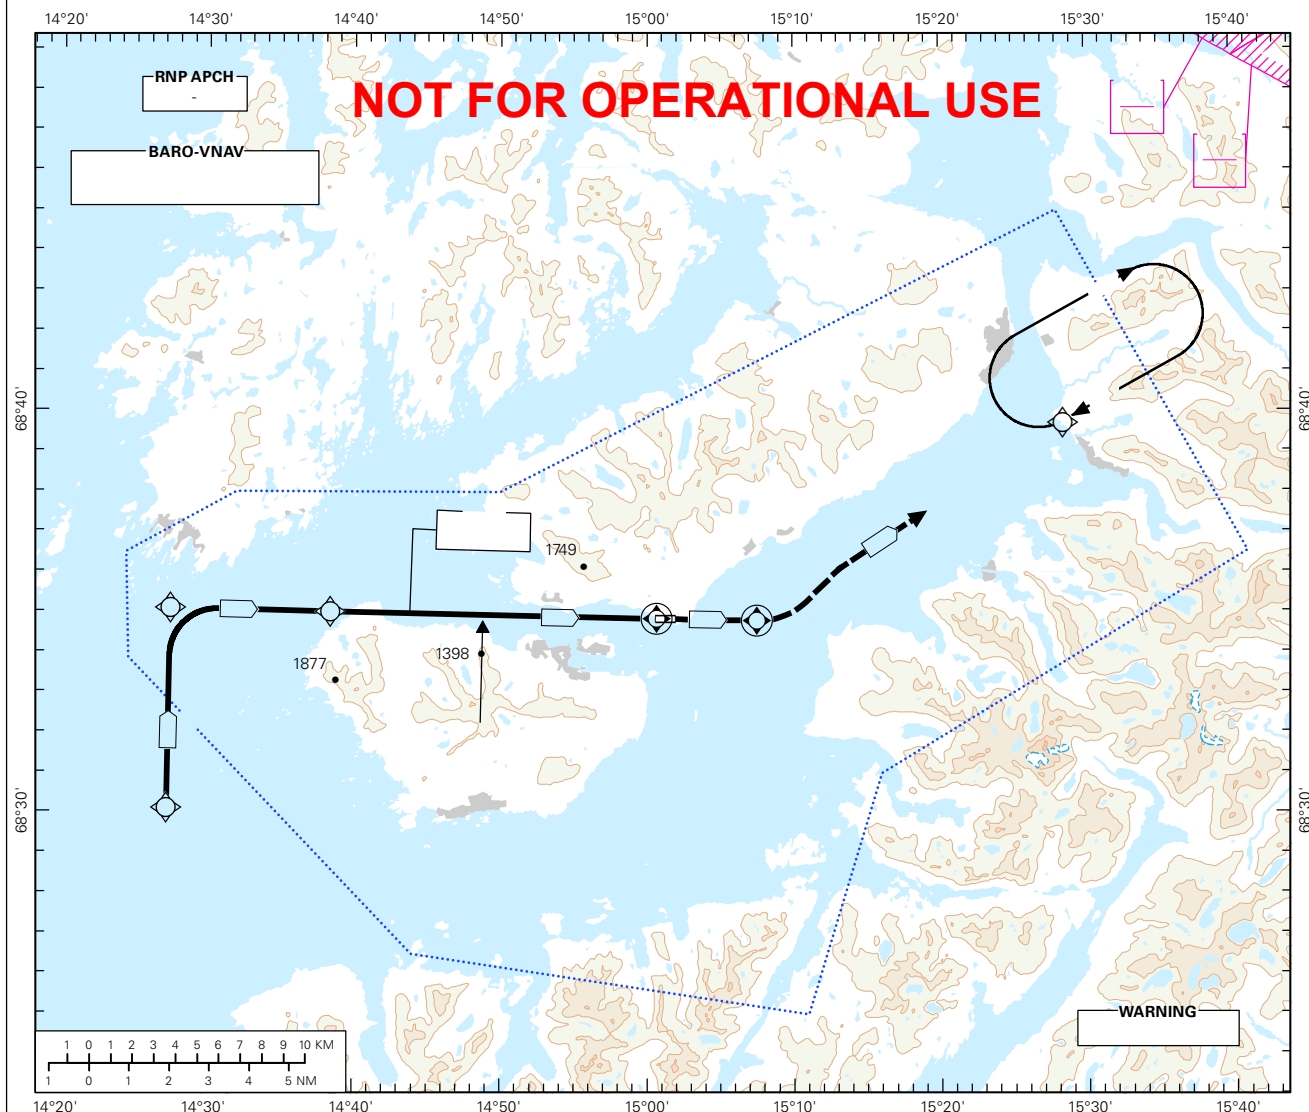 14°20' 14°30' 14°40' 14°50' 15°00' 15°10' 15°20' 15°30' 15°40'
RNP APCH
-
NOT FOR OPERATIONAL USE
BARO-VNAV
68°40' 68°40'
1749
1398
1877
68°30' 68°30'
WARNING
1 0 1 2 3 4 5 6 7 8 9 10 KM
1 0 1 2 3 4 5 NM
14°20' 14°30' 14°40' 14°50' 15°00' 15°10' 15°20' 15°30' 15°40'